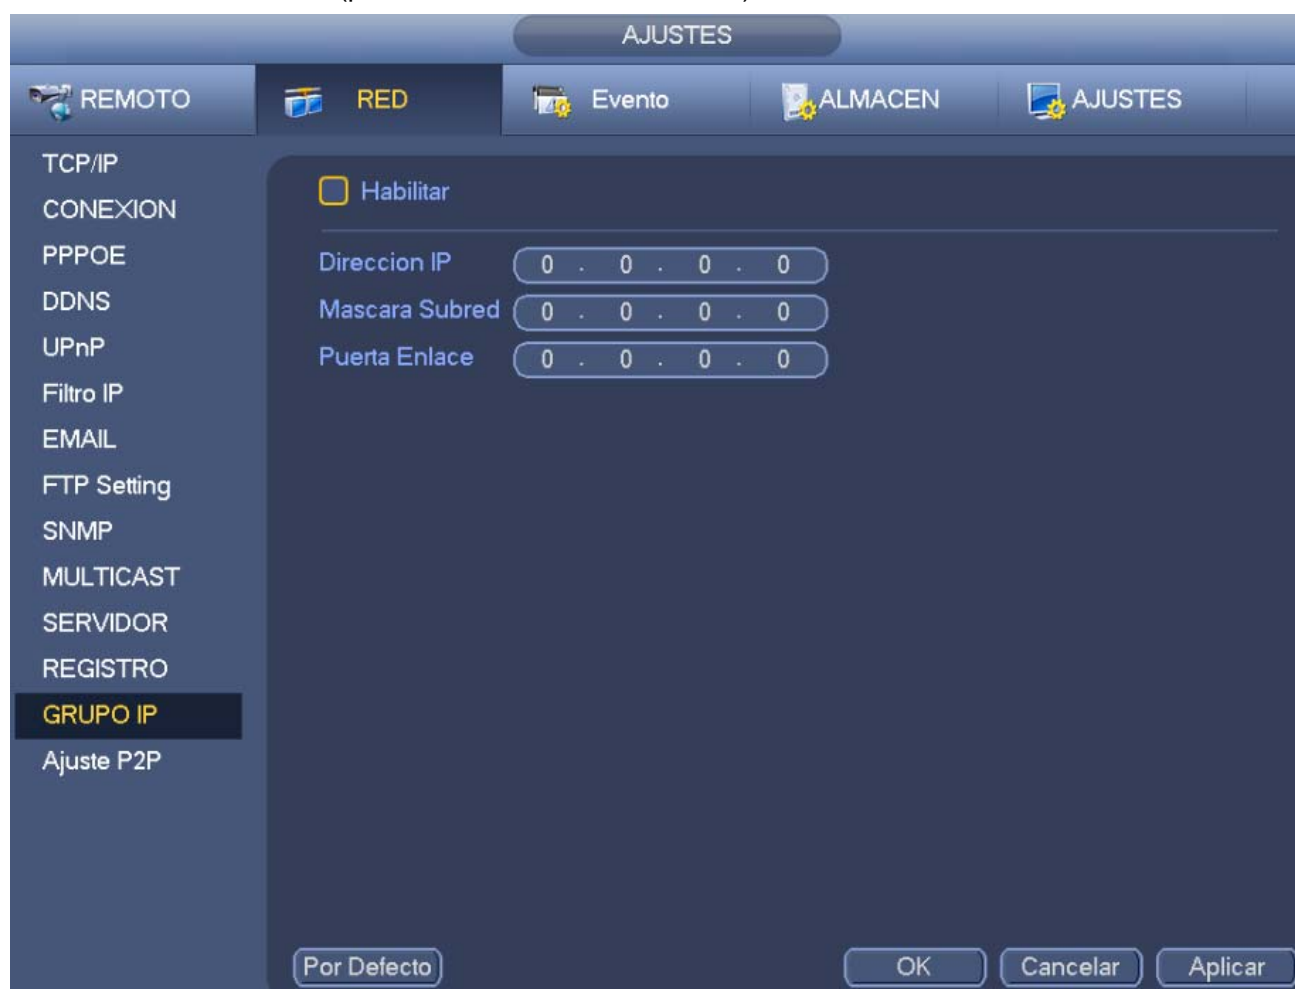 AJUSTES
REMOTO RED Evento ALMACEN AJUSTES
TCP/IP
CONEXION
PPPOE
DDNS
UPnP
Filtro IP
EMAIL
FTP Setting
SNMP
MULTICAST
SERVIDOR
REGISTRO
GRUPO IP
Ajuste P2P
Habilitar
Direccion IP 0 . 0 . 0 . 0
Mascara Subred 0 . 0 . 0 . 0
Puerta Enlace 0 . 0 . 0 . 0
Por Defecto OK Cancelar Aplicar